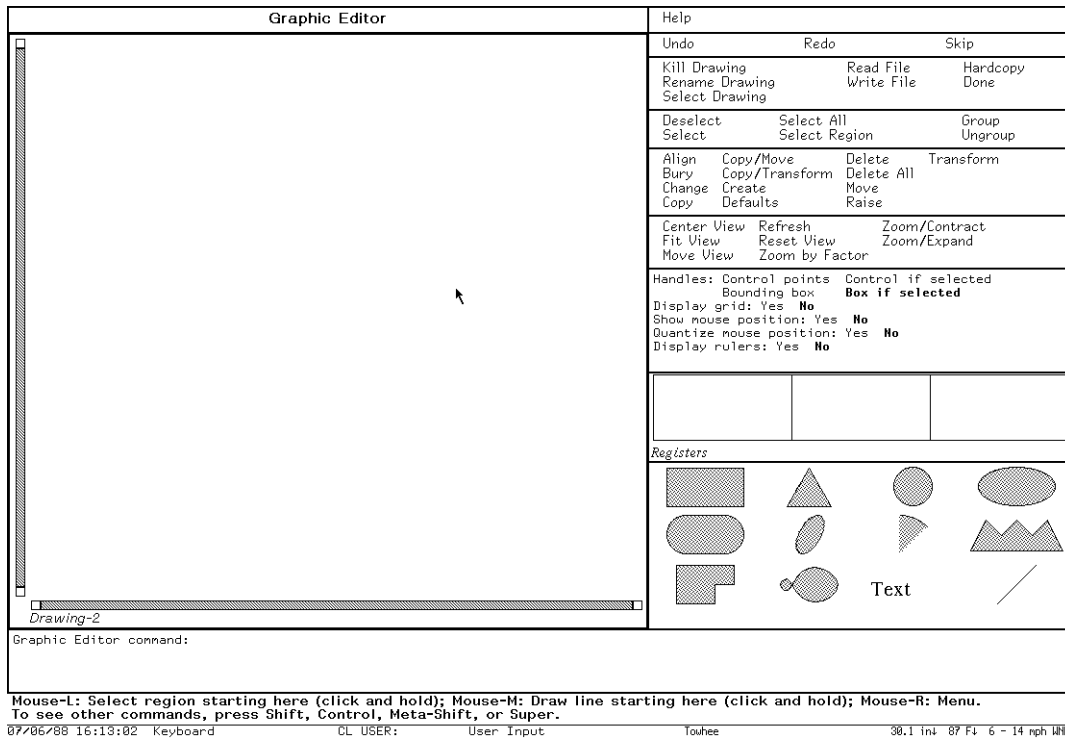 Graphic Editor
Help
Undo Redo Skip
Kill Drawing Read File Hardcopy
Rename Drawing Write File Done
Select Drawing
Deselect Select All Group
Select Select Region Ungroup
Align Copy/Move Delete Transform
Bury Copy/Transform Delete All
Change Create Move
Copy Defaults Raise
Center View Refresh Zoom/Contract
Fit View Reset View Zoom/Expand
Move View Zoom by Factor
Handles: Control points Control if selected
Bounding box Box if selected
Display grid: Yes No
Show mouse position: Yes No
Quantize mouse position: Yes No
Display rulers: Yes No
Registers
Text
Drawing-2
Graphic Editor command:
Mouse-L: Select region starting here (click and hold); Mouse-M: Draw line starting here (click and hold); Mouse-R: Menu.
To see other commands, press Shift, Control, Meta-Shift, or Super.
07/06/88 16:13:02 Keyboard CL USER: User Input Towhee 30.1 in↓ 87 F↓ 6 - 14 mph